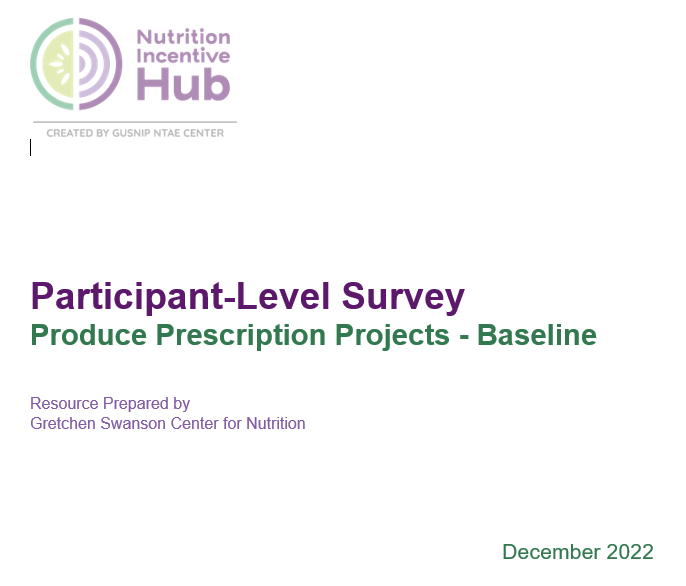 Nutrition
Incentive
Hub
CREATED BY GUSNIP NTAE CENTER
Participant-Level Survey
Produce Prescription Projects - Baseline
Resource Prepared by
Gretchen Swanson Center for Nutrition
December 2022